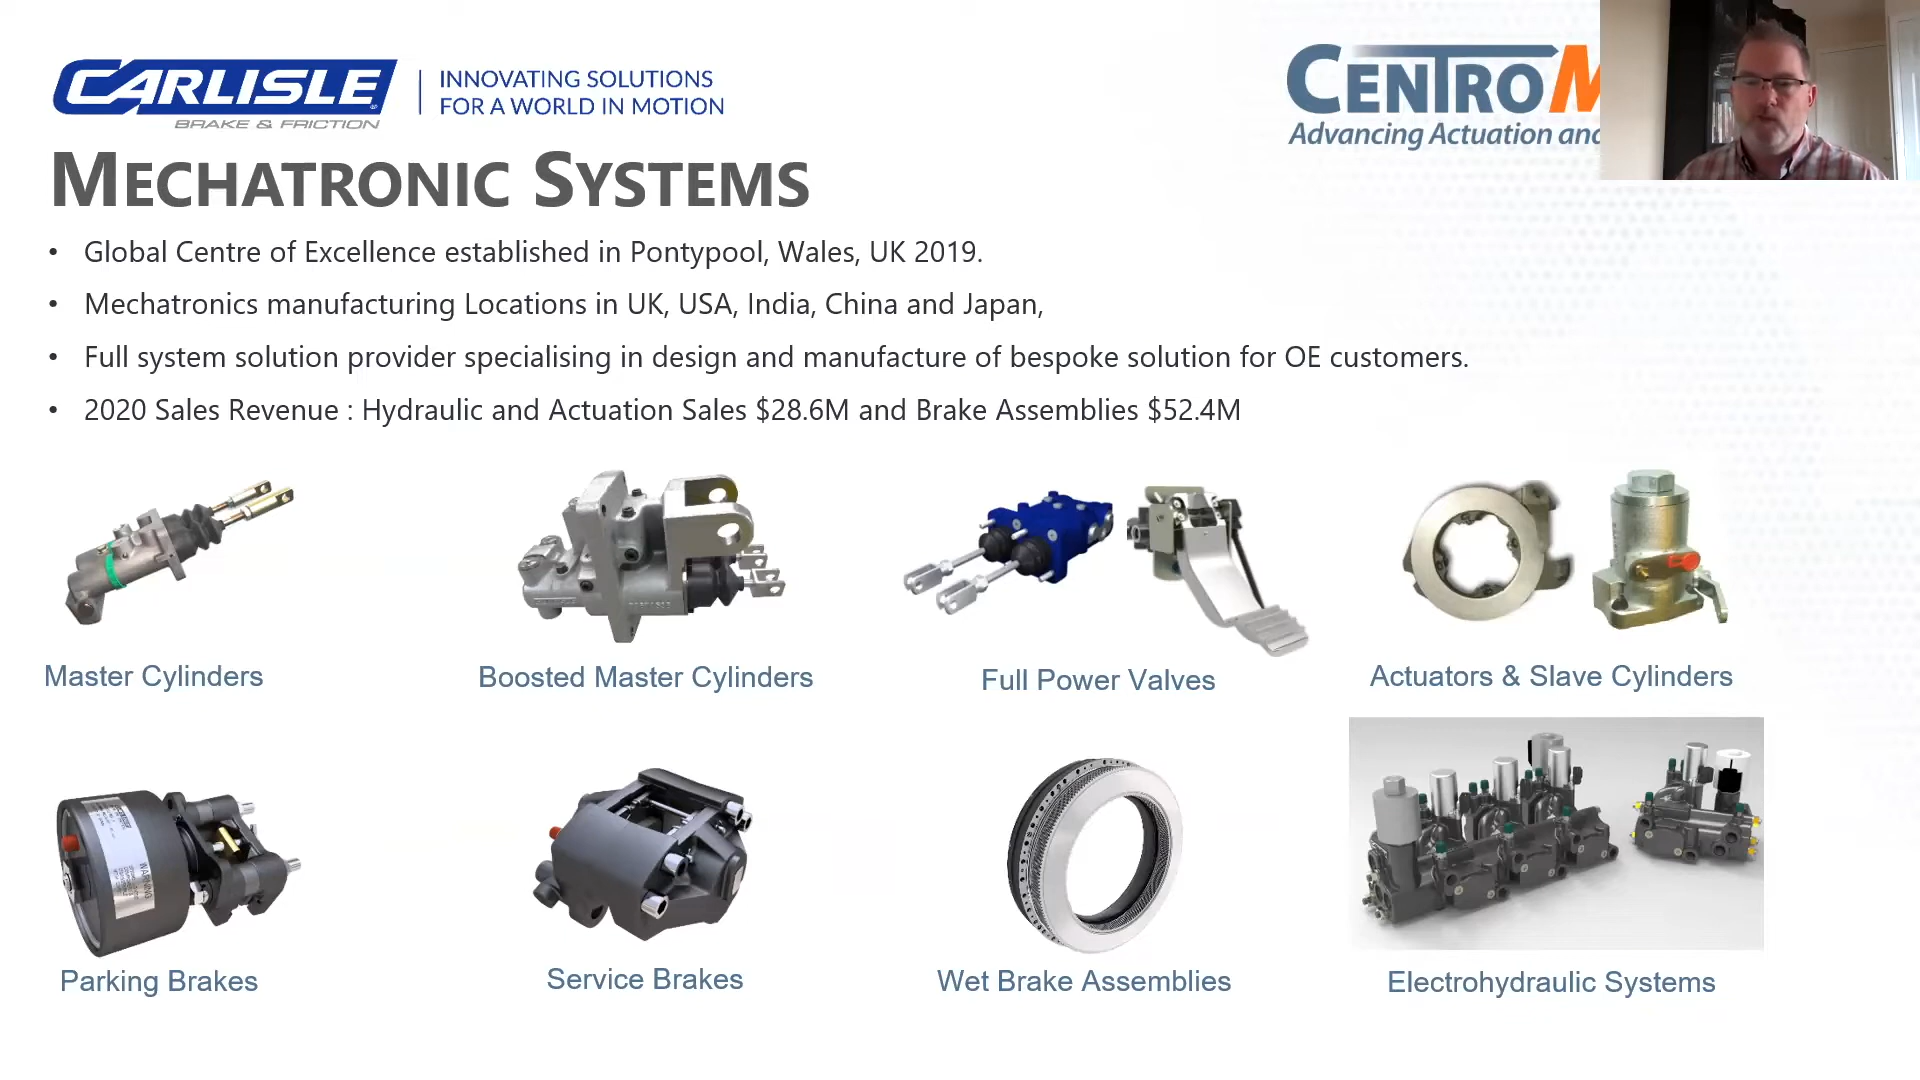 CARLISLE
BRAKE & FRICTION
INNOVATING SOLUTIONS
FOR A WORLD IN MOTION
CENTROM
Advancing Actuation and
MECHATRONIC SYSTEMS
• Global Centre of Excellence established in Pontypool, Wales, UK 2019.
• Mechatronics manufacturing Locations in UK, USA, India, China and Japan,
• Full system solution provider specialising in design and manufacture of bespoke solution for OE customers.
• 2020 Sales Revenue : Hydraulic and Actuation Sales $28.6M and Brake Assemblies $52.4M
Master Cylinders
Boosted Master Cylinders
Full Power Valves
Actuators & Slave Cylinders
WARNING
Parking Brakes
Service Brakes
Wet Brake Assemblies
Electrohydraulic Systems